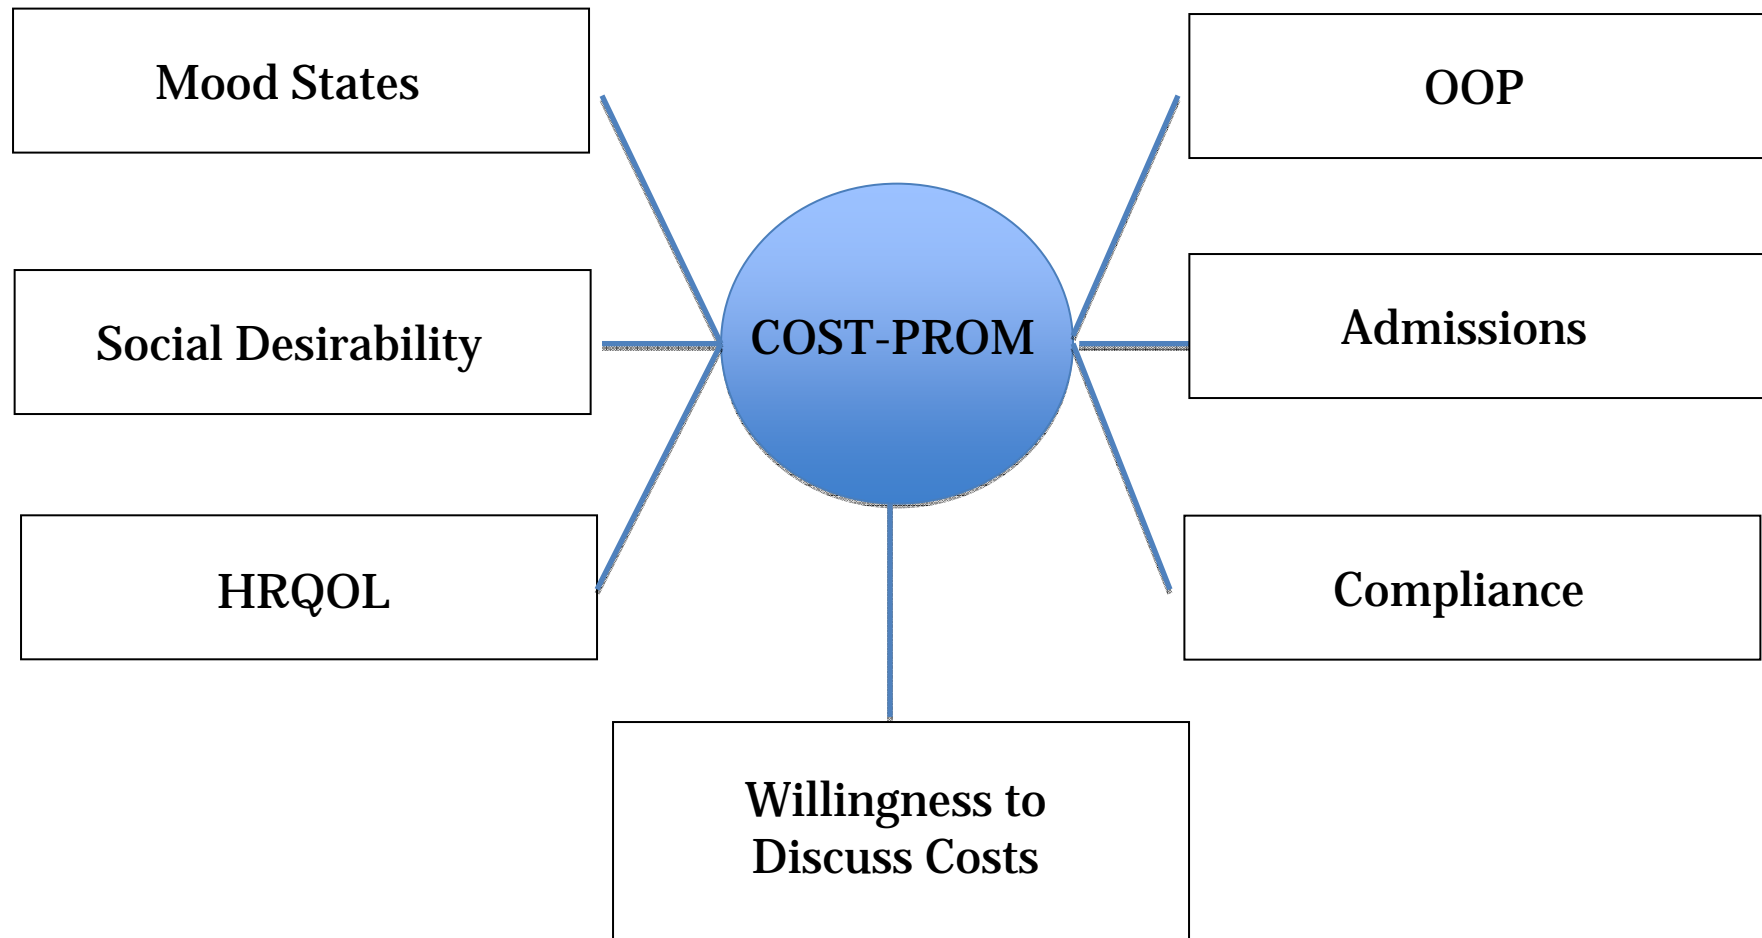 Mood States
OOP
Social Desirability
COST-PROM
Admissions
HRQOL
Compliance
Willingness to
Discuss Costs